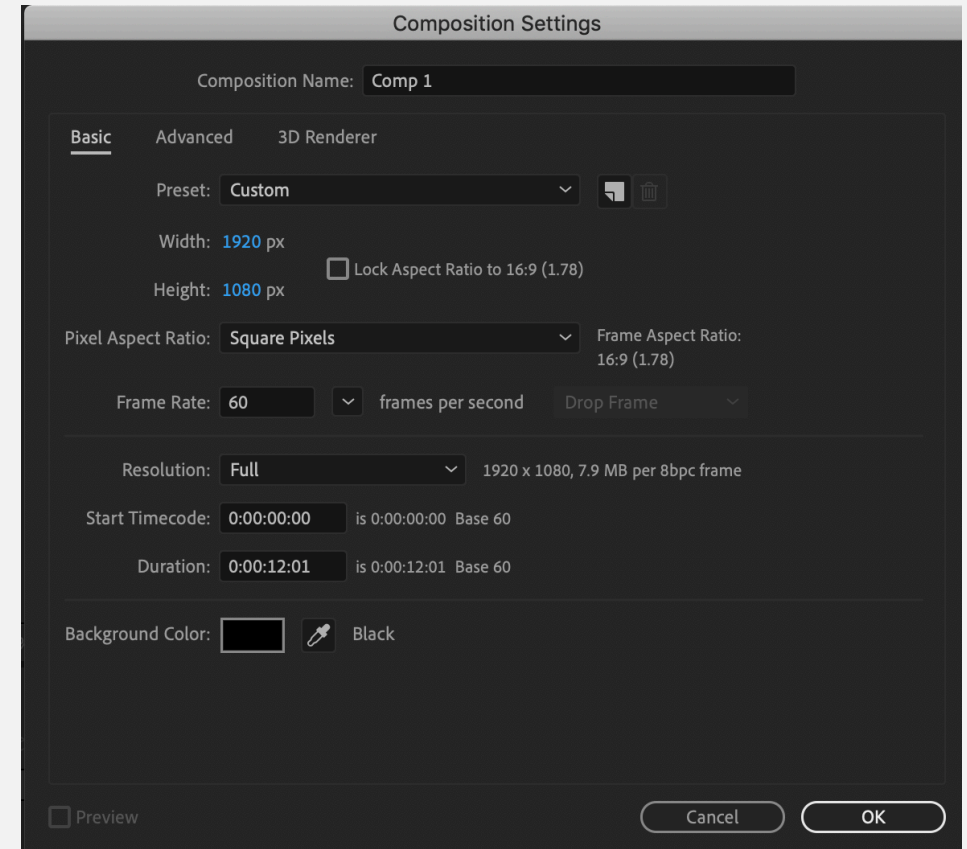 Composition Settings
Composition Name: Comp 1
Basic Advanced 3D Renderer
Preset: Custom
Width: 1920 px
Lock Aspect Ratio to 16:9 (1.78)
Height: 1080 px
Pixel Aspect Ratio: Square Pixels
Frame Aspect Ratio:
16:9 (1.78)
Frame Rate: 60 frames per second Drop Frame
Resolution: Full 1920 x 1080, 7.9 MB per 8bpc frame
Start Timecode: 0:00:00:00 is 0:00:00:00 Base 60
Duration: 0:00:12:01 is 0:00:12:01 Base 60
Background Color: Black
Preview Cancel OK